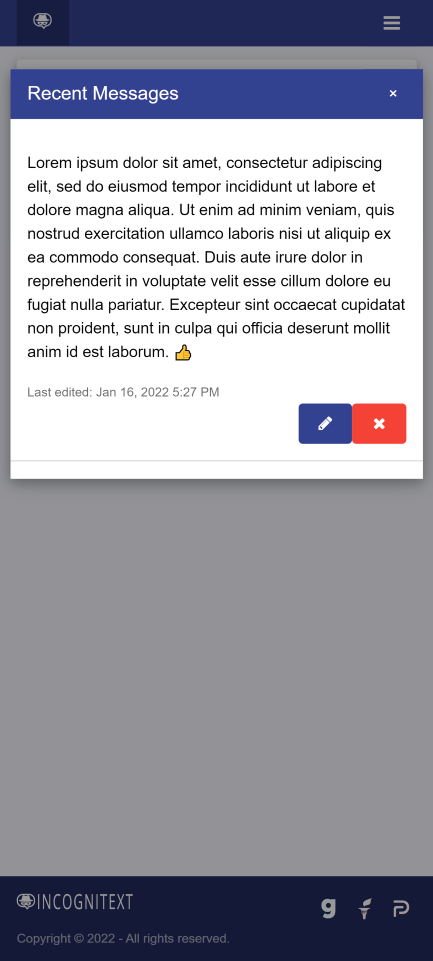 Recent Messages ×
Lorem ipsum dolor sit amet, consectetur adipiscing
elit, sed do eiusmod tempor incididunt ut labore et
dolore magna aliqua. Ut enim ad minim veniam, quis
nostrud exercitation ullamco laboris nisi ut aliquip ex
ea commodo consequat. Duis aute irure dolor in
reprehenderit in voluptate velit esse cillum dolore eu
fugiat nulla pariatur. Excepteur sint occaecat cupidatat
non proident, sunt in culpa qui officia deserunt mollit
anim id est laborum. 👍
Last edited: Jan 16, 2022 5:27 PM
INCOGNITEXT
Copyright © 2022 - All rights reserved.